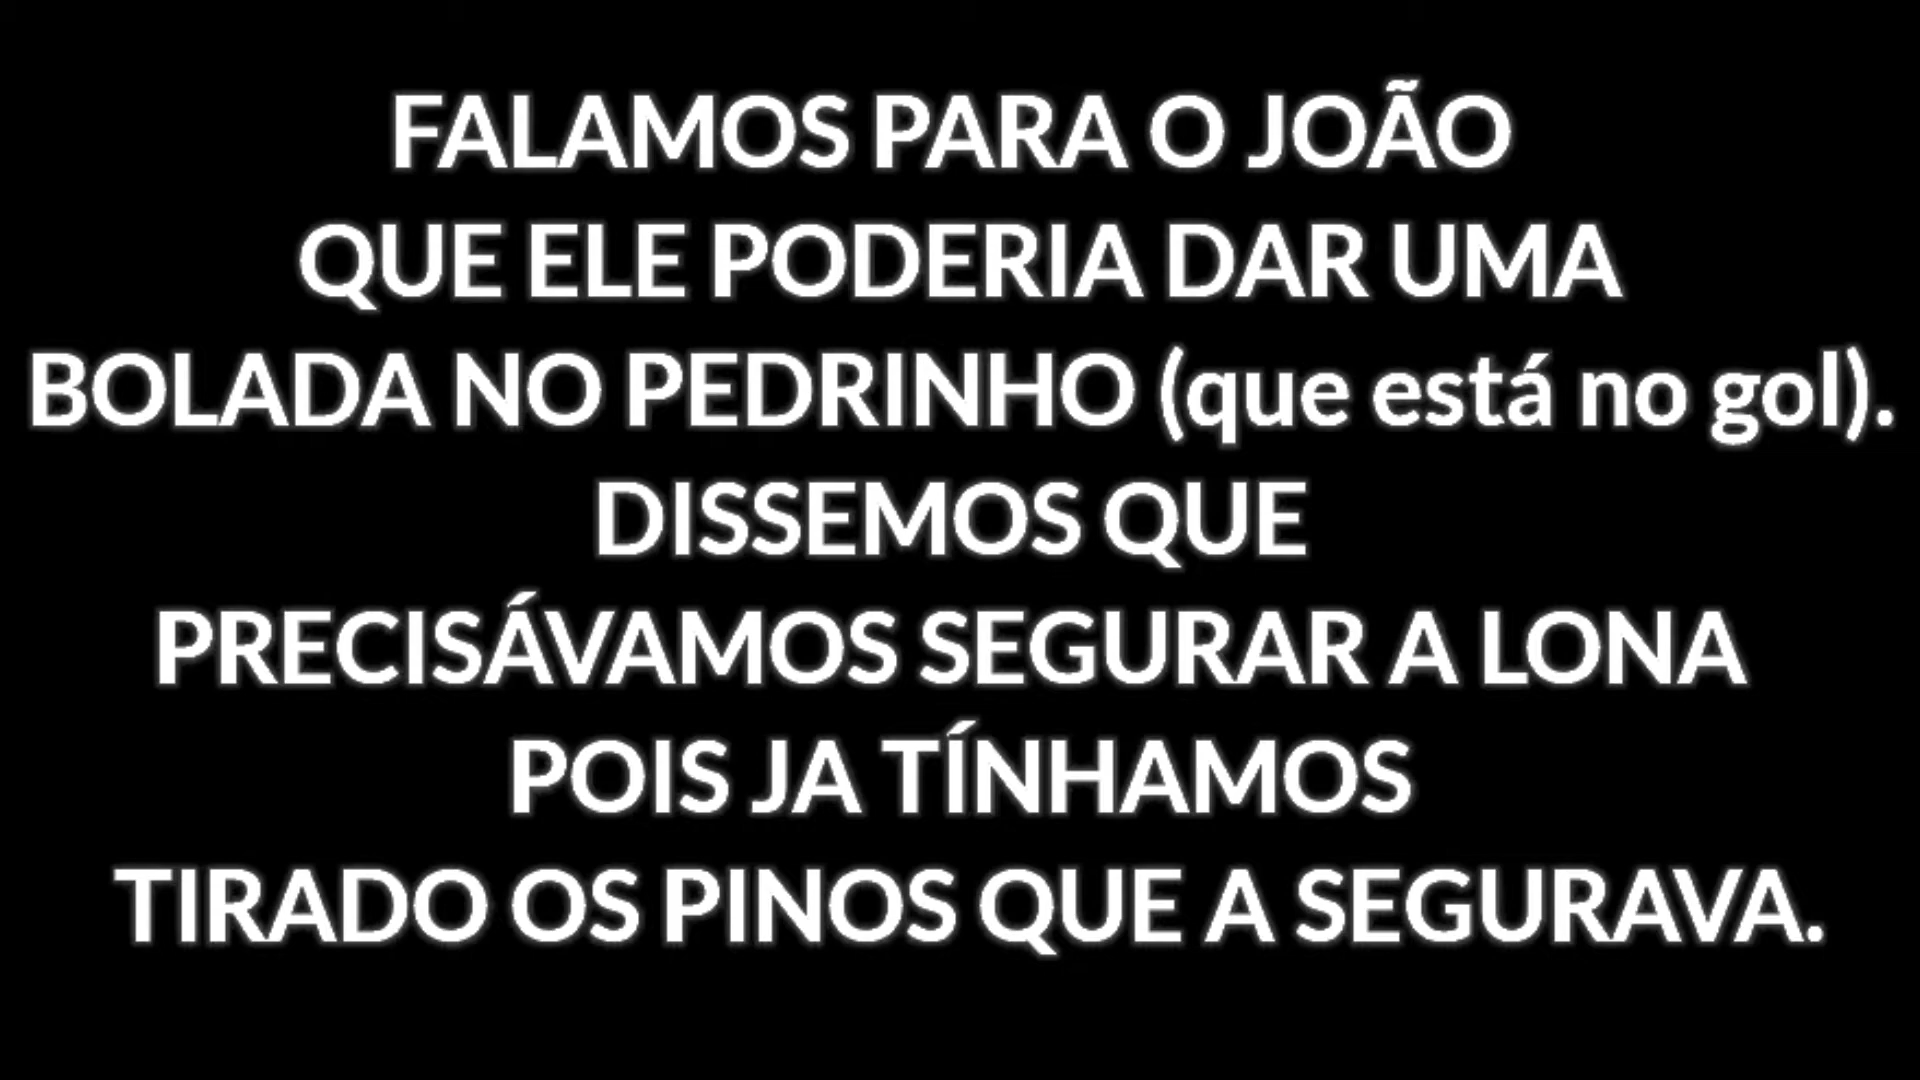 FALAMOS PARA O JOÃO
QUE ELE PODERIA DAR UMA
BOLADA NO PEDRINHO (que está no gol).
DISSEMOS QUE
PRECISÁVAMOS SEGURAR A LONA
POIS JA TÍNHAMOS
TIRADO OS PINOS QUE A SEGURAVA.